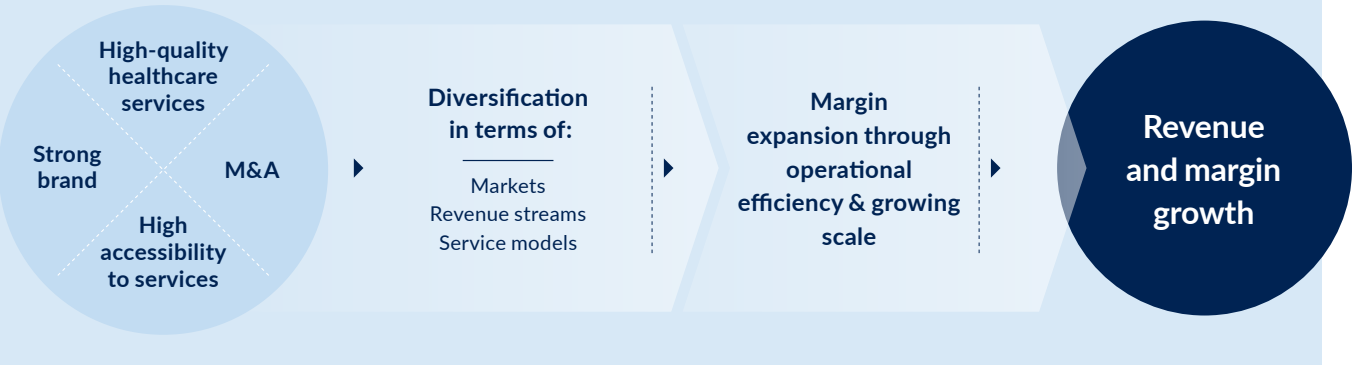 High-quality
healthcare
services
Strong
brand
M&A
High
accessibility
to services
Diversification
in terms of:
Markets
Revenue streams
Service models
Margin
expansion through
operational
efficiency & growing
scale
Revenue
and margin
growth